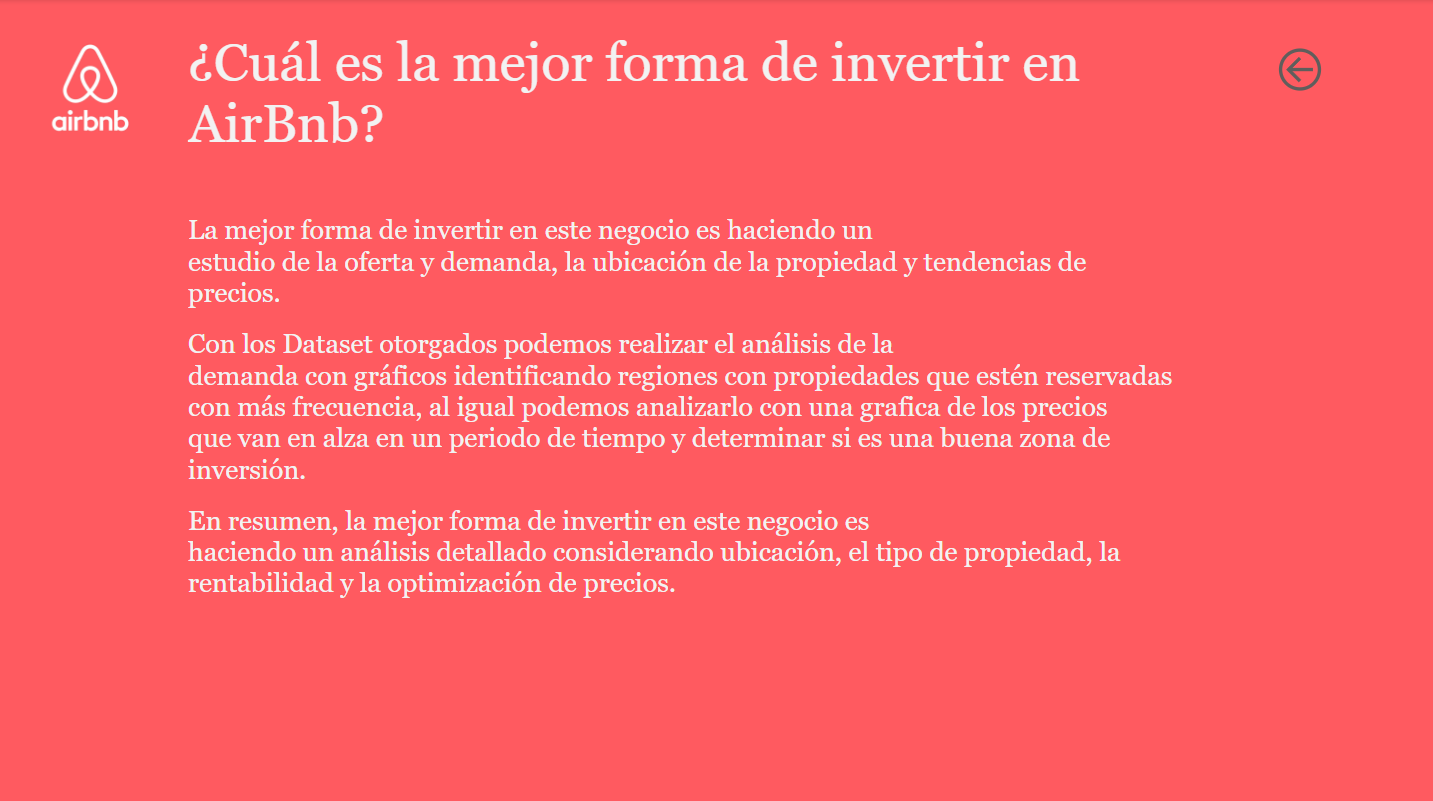 ¿Cuál es la mejor forma de invertir en
AirBnb?
airbnb
La mejor forma de invertir en este negocio es haciendo un
estudio de la oferta y demanda, la ubicación de la propiedad y tendencias de
precios.
Con los Dataset otorgados podemos realizar el análisis de la
demanda con gráficos identificando regiones con propiedades que estén reservadas
con más frecuencia, al igual podemos analizarlo con una grafica de los precios
que van en alza en un periodo de tiempo y determinar si es una buena zona de
inversión.
En resumen, la mejor forma de invertir en este negocio es
haciendo un análisis detallado considerando ubicación, el tipo de propiedad, la
rentabilidad y la optimización de precios.